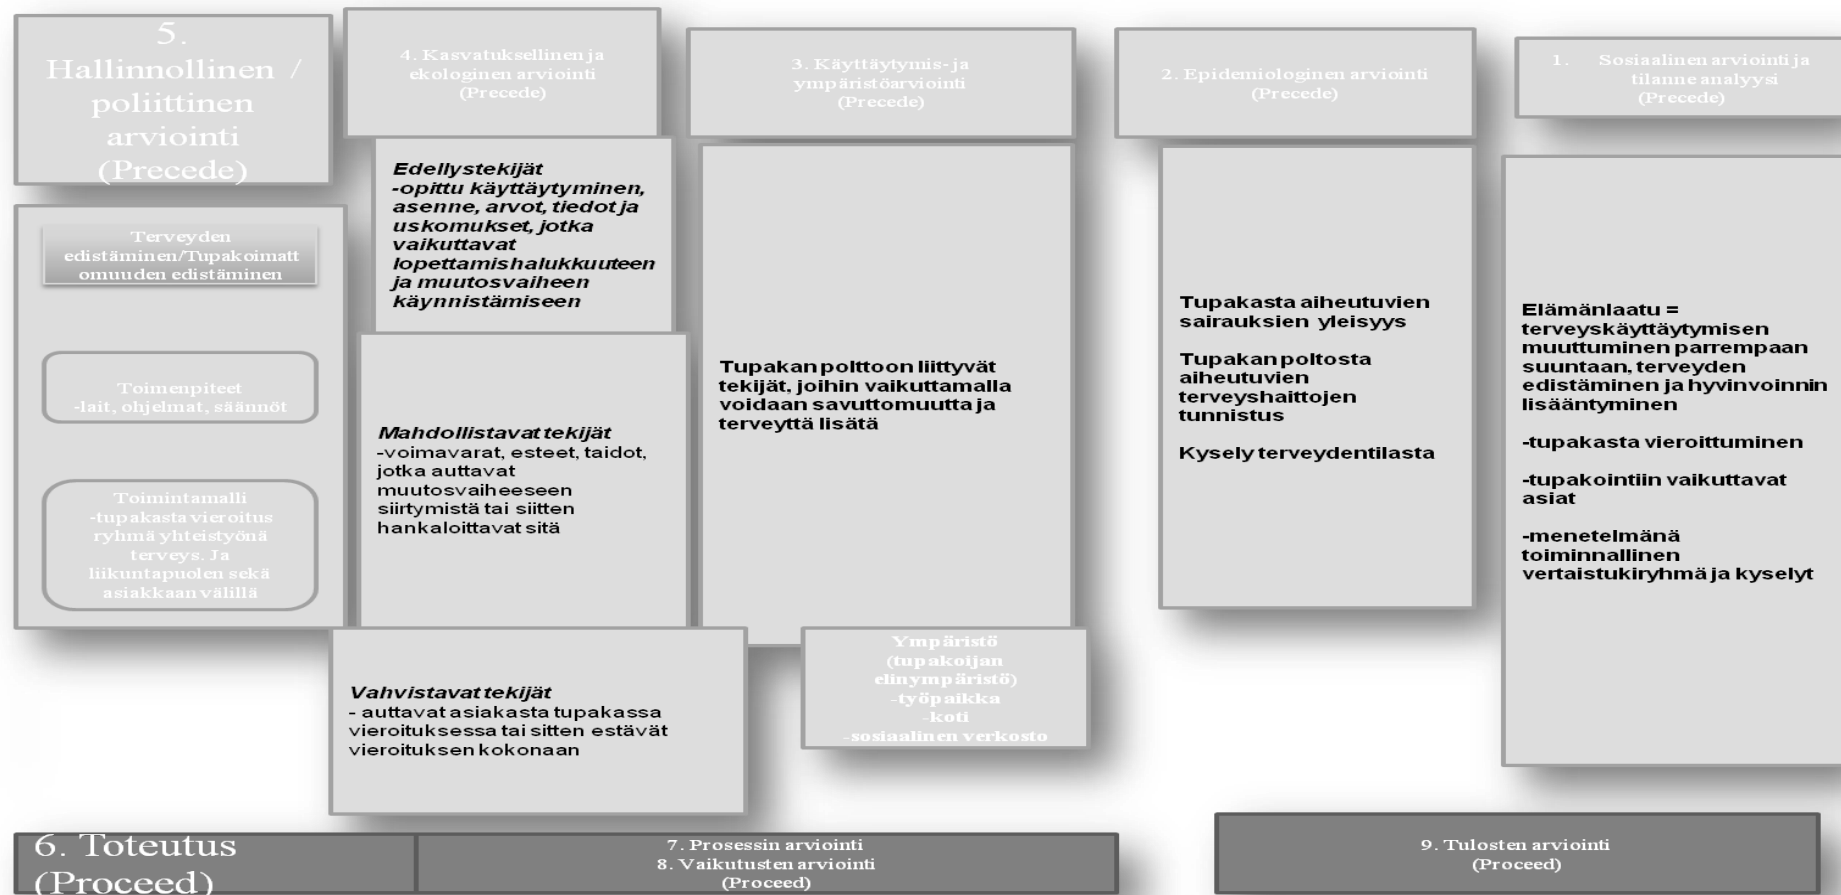 5.
Hallinnollinen /
poliittinen
arviointi
(Precede)
4. Kasvatuksellinen ja
ekologinen arviointi
(Precede)
3. Käyttäytymis- ja
ympäristöarviointi
(Precede)
2. Epidemiologinen arviointi
(Precede)
1. Sosiaalinen arviointi ja
tilanne analyysi
(Precede)
Terveyden
edistäminen/Tupakoimatt
omuuden edistäminen
Toimenpiteet
-lait, ohjelmat, säännöt
Toimintamalli
-tupakasta vieroitus
ryhmä yhteistyönä
terveys. Ja
liikuntapuolen sekä
asiakkaan välillä
Edellystekijät
-opittu käyttäytyminen,
asenne, arvot, tiedot ja
uskomukset, jotka
vaikuttavat
lopettamishalukkuuteen
ja muutosvaiheen
käynnistämiseen
Mahdollistavat tekijät
-voimavarat, esteet, taidot,
jotka auttavat
muutosvaiheeseen
siirtymistä tai siitten
hankaloittavat sitä
Vahvistavat tekijät
- auttavat asiakasta tupakassa
vieroituksessa tai sitten estävät
vieroituksen kokonaan
Tupakan polttoon liittyvät
tekijät, joihin vaikuttamalla
voidaan savuttomuutta ja
terveyttä lisätä
Ympäristö
(tupakoijan
elinympäristö)
-työpaikka
-koti
-sosiaalinen verkosto
Tupakasta aiheutuvien
sairauksien yleisyys
Tupakan poltosta
aiheutuvien
terveyshaittojen
tunnistus
Kysely terveydentilasta
Elämänlaatu =
terveyskäyttäytymisen
muuttuminen parrempaan
suuntaan, terveyden
edistäminen ja hyvinvoinnin
lisääntyminen
-tupakasta vieroittuminen
-tupakointiin vaikuttavat
asiat
-menetelmänä
toiminnallinen
vertaistukiryhmä ja kyselyt
6. Toteutus
(Proceed)
7. Prosessin arviointi
8. Vaikutusten arviointi
(Proceed)
9. Tulosten arviointi
(Proceed)